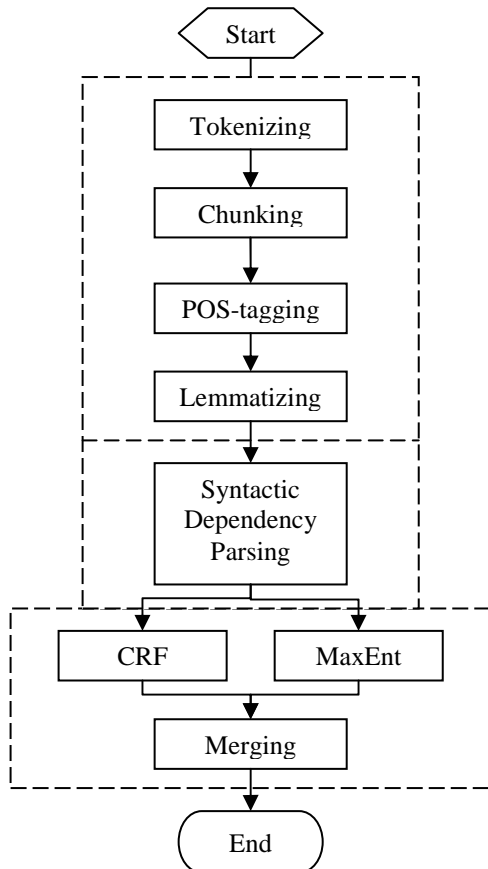 Start
Tokenizing
Chunking
POS-tagging
Lemmatizing
Syntactic
Dependency
Parsing
CRF
MaxEnt
Merging
End